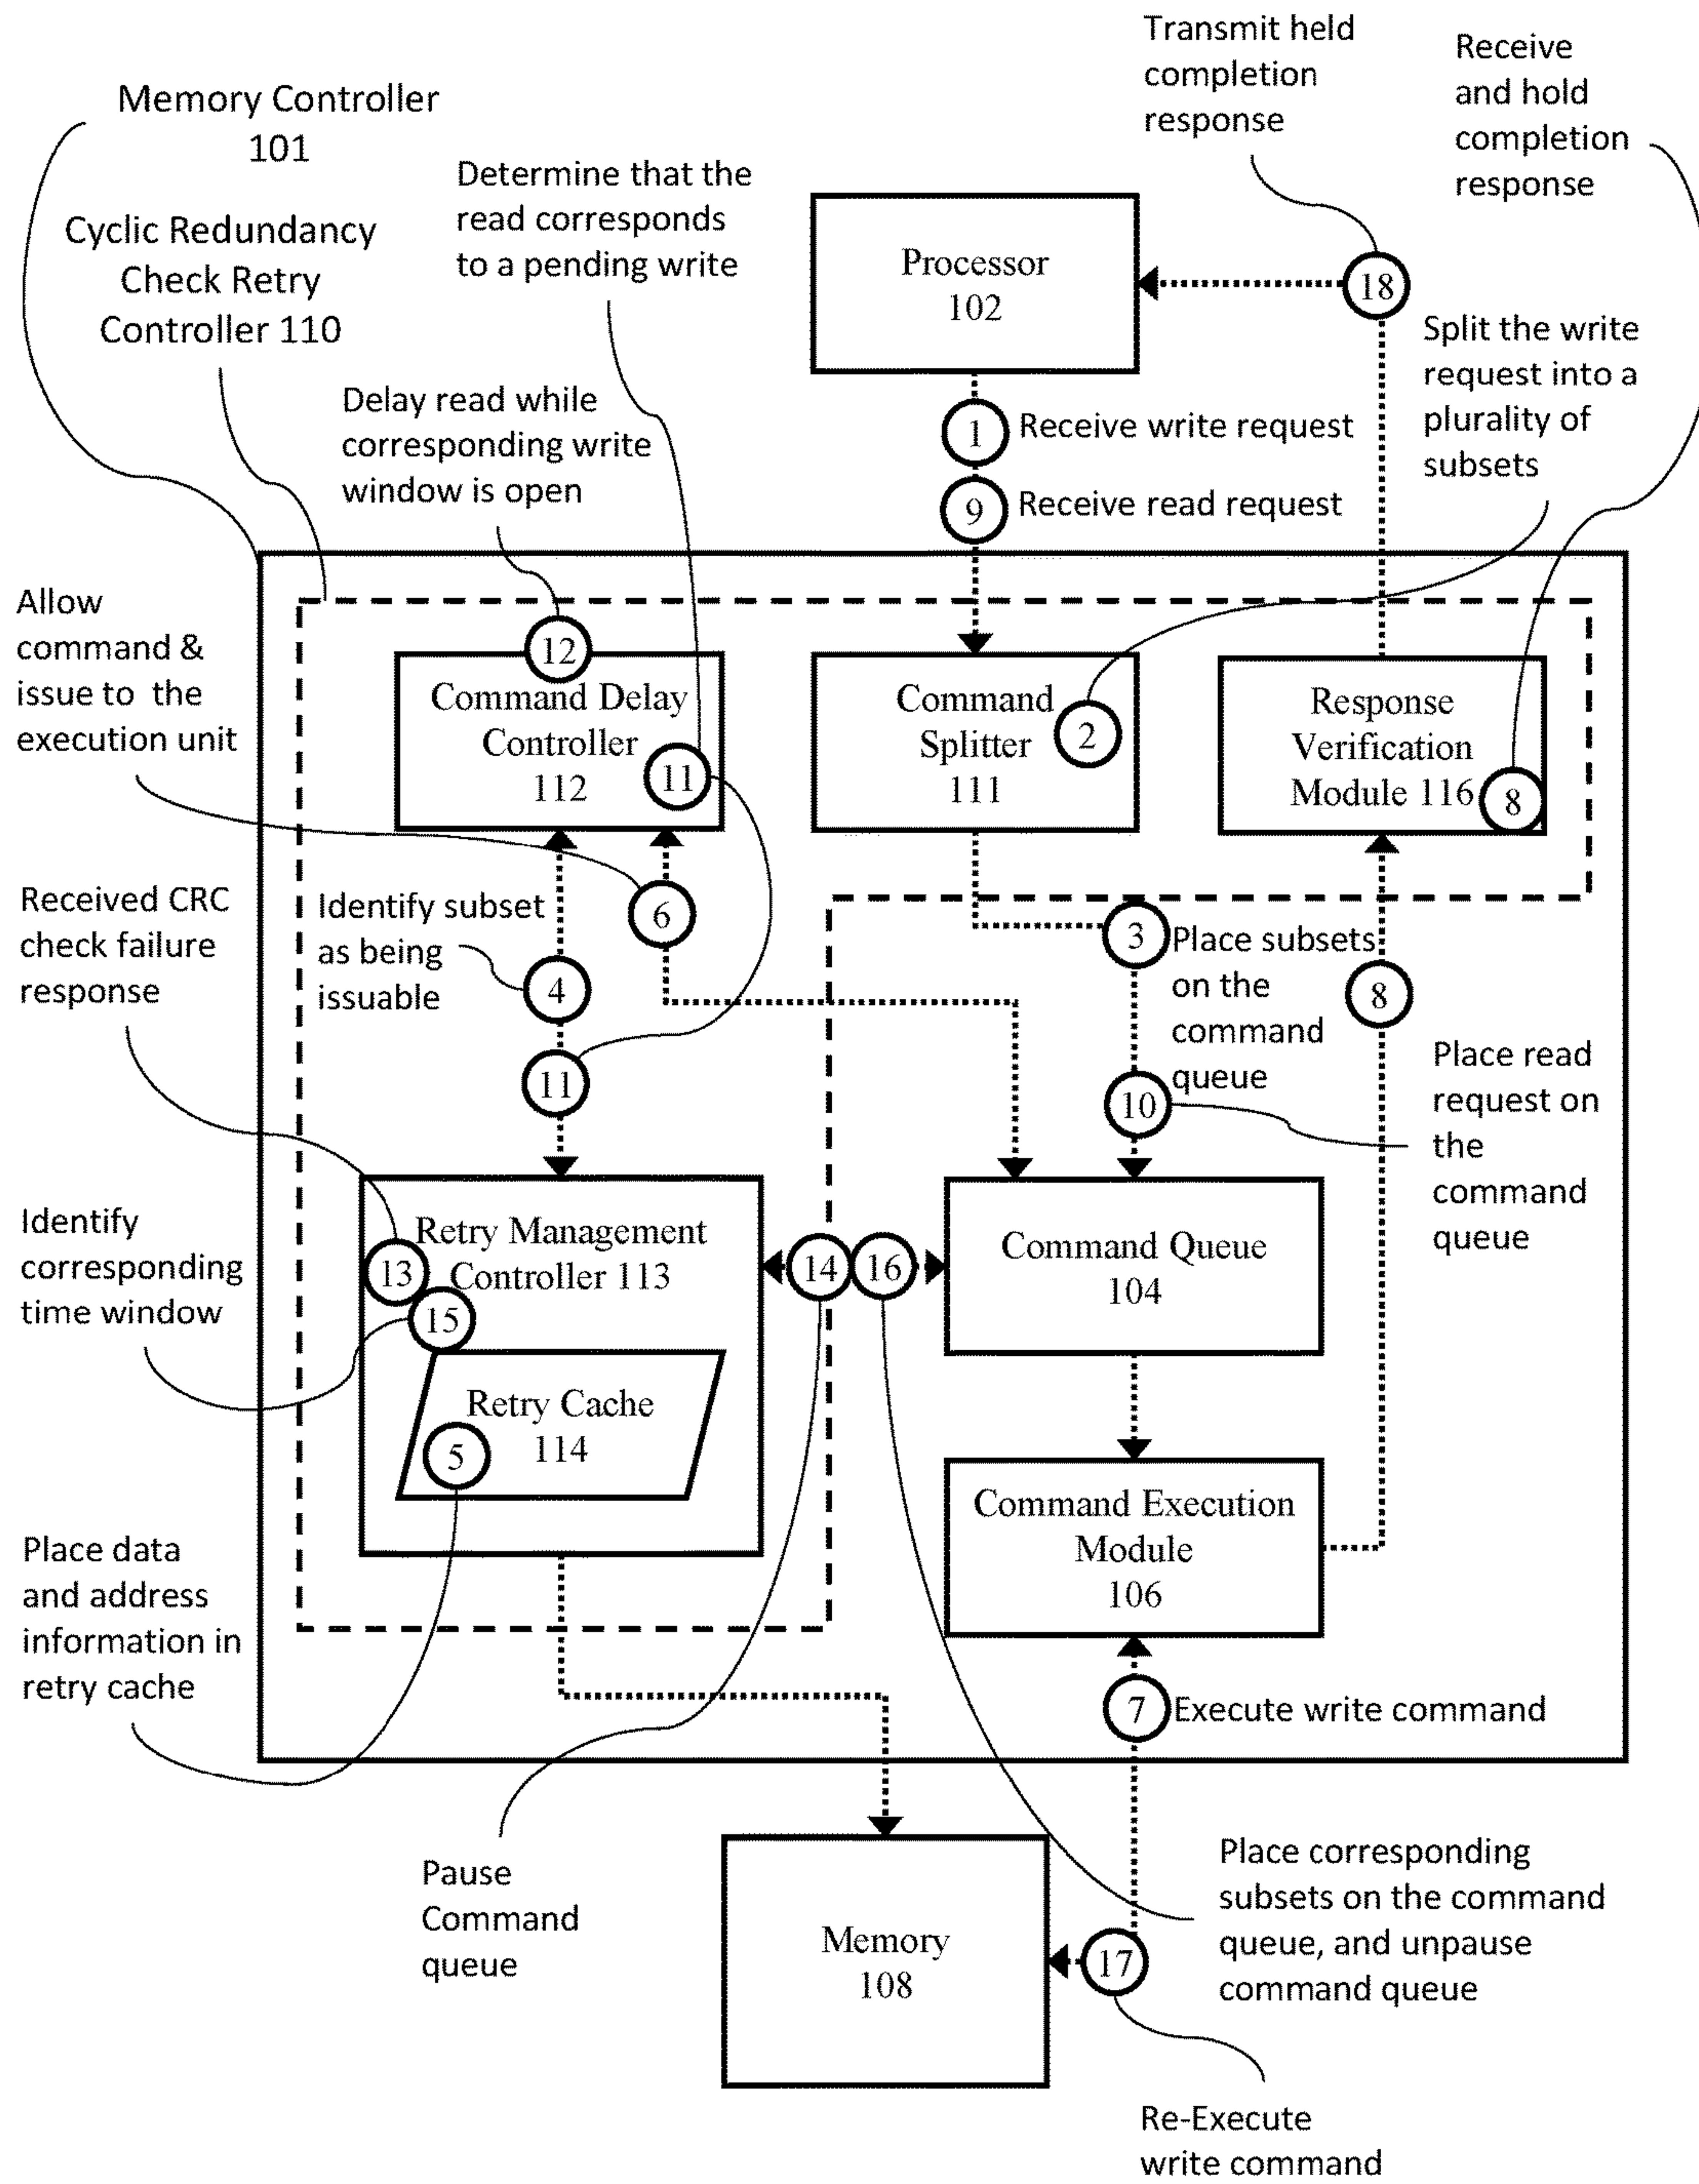 Transmit held
completion
response
Receive
and hold
completion
response
Memory Controller
101
Determine that the
read corresponds
to a pending write
Cyclic Redundancy
Check Retry
Controller 110
Processor
102
18
Split the write
request into a
plurality of
subsets
Delay read while
corresponding write
window is open
1
Receive write request
9
Receive read request
Allow
command &
issue to the
execution unit
12
Command Delay
Controller
112
11
Command
Splitter
111
2
Response
Verification
Module 116
8
Received CRC
check failure
response
Identify subset
as being
issuable
6
4
11
3
Place subsets
on the
command
queue
8
10
Place read
request on
the
command
queue
Identify
corresponding
time window
Retry Management
Controller 113
13
15
14
16
Command Queue
104
Retry Cache
114
5
Command Execution
Module
106
Place data
and address
information in
retry cache
7
Execute write command
Pause
Command
queue
Memory
108
17
Place corresponding
subsets on the command
queue, and unpause
command queue
Re-Execute
write command